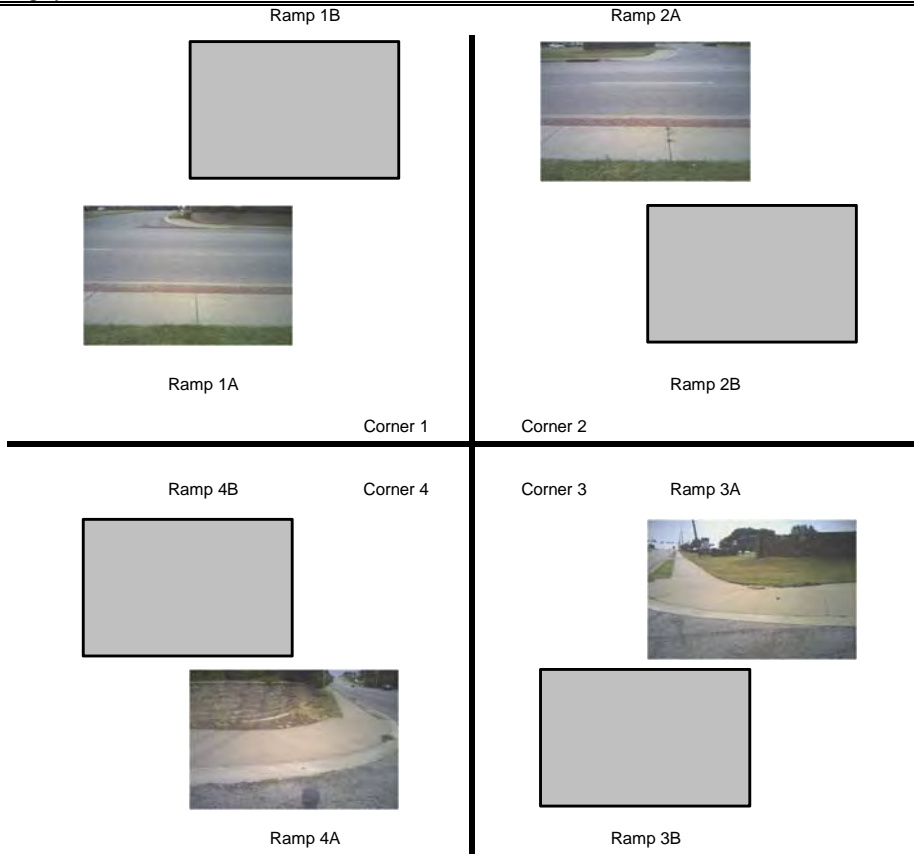 Ramp 1B
Ramp 2A
Ramp 1A
Ramp 2B
Corner 1
Corner 2
Ramp 4B
Corner 4
Corner 3
Ramp 3A
Ramp 4A
Ramp 3B